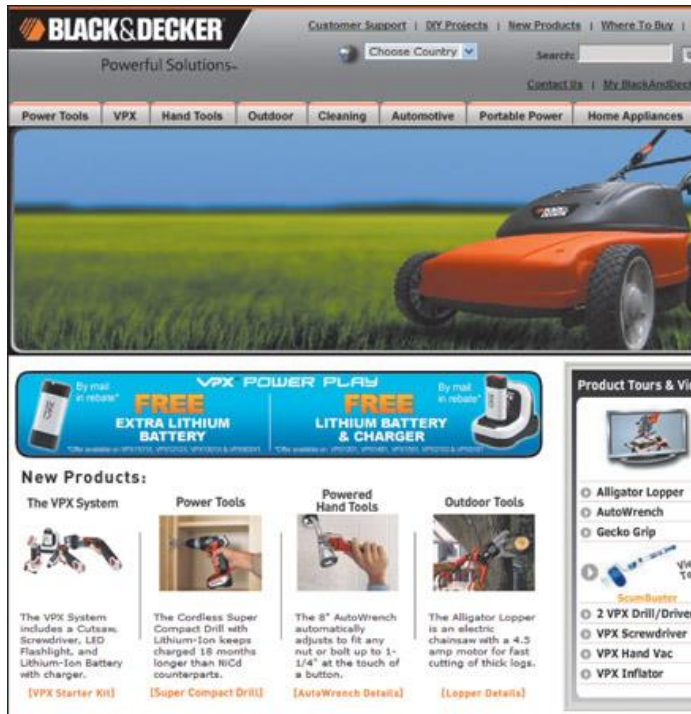 BLACK&DECKER
Powerful Solutions™
Customer Support | DIY Projects | New Products | Where To Buy |
Choose Country
Search:
Contact Us | My BlackAndDeck
Power Tools VPX Hand Tools Outdoor Cleaning Automotive Portable Power Home Appliances
VPX POWER PLAY
By mail
in rebate*
FREE
EXTRA LITHIUM
BATTERY
FREE
LITHIUM BATTERY
& CHARGER
By mail
in rebate*
New Products:
The VPX System
The VPX System
includes a Cutsaw,
Screwdriver, LED
Flashlight, and
Lithium-Ion Battery
with charger.
[VPX Starter Kit]
Power Tools
The Cordless Super
Compact Drill with
Lithium-Ion keeps
charged 18 months
longer than NiCd
counterparts.
[Super Compact Drill]
Powered
Hand Tools
The 8" AutoWrench
automatically
adjusts to fit any
nut or bolt up to 1-
1/4" at the touch of
a button.
[AutoWrench Details]
Outdoor Tools
The Alligator Lopper
is an electric
chainsaw with a 4.5
amp motor for fast
cutting of thick logs.
[Lopper Details]
Product Tours & Vi
Alligator Lopper
AutoWrench
Gecko Grip
ScumBuster
2 VPX Drill/Driver
VPX Screwdriver
VPX Hand Vac
VPX Inflator